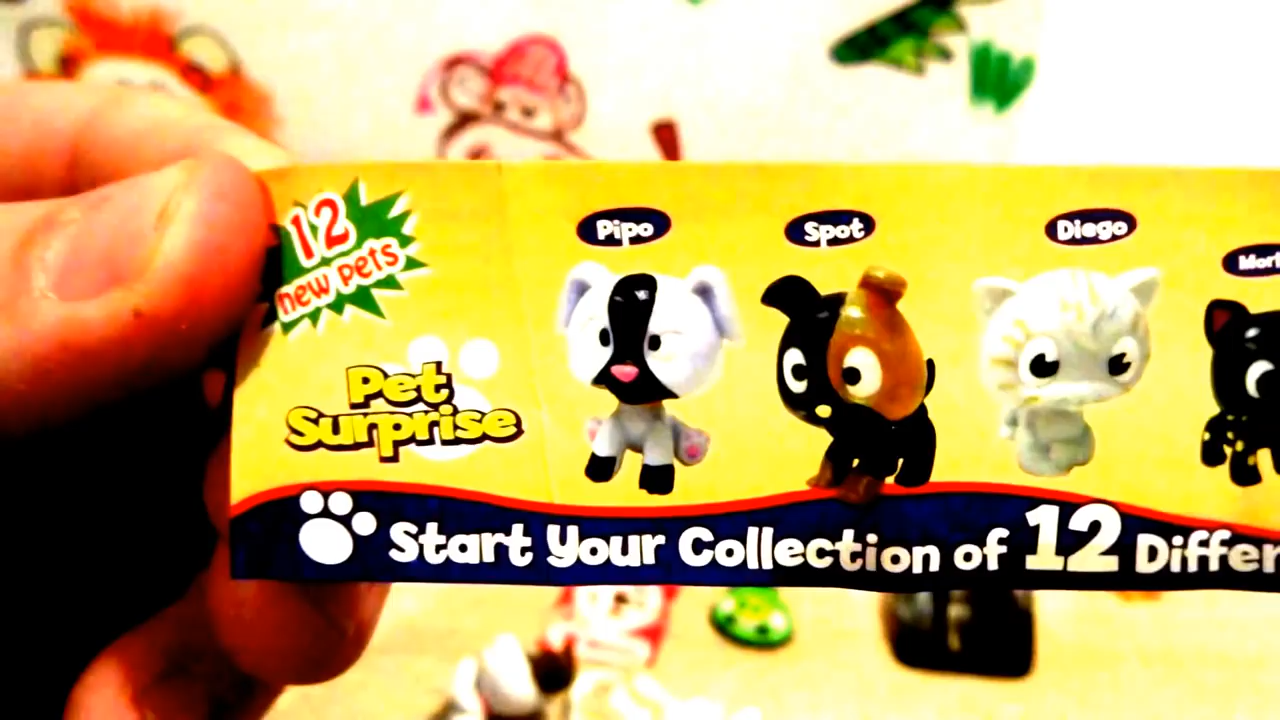 12
new pets
Pet
Surprise
Pipo
Spot
Diego
Start Your Collection of 12